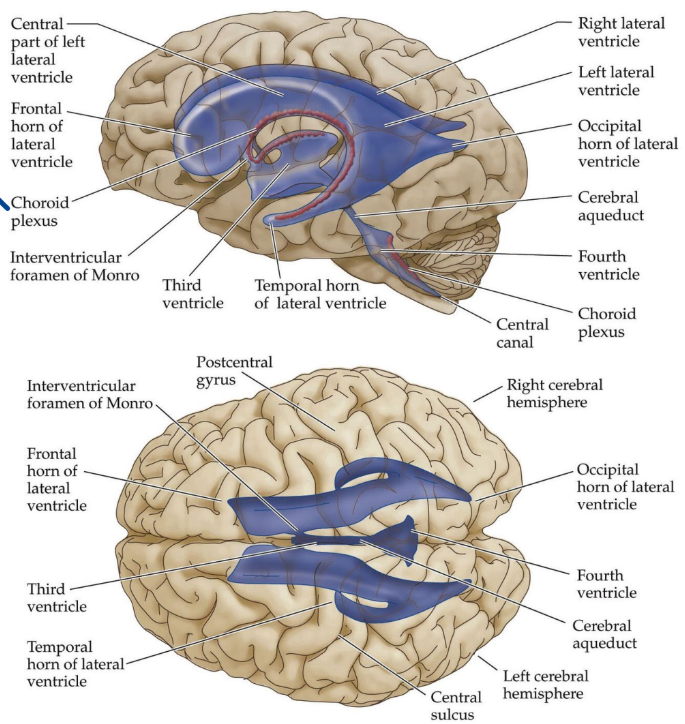 Central
part of left
lateral
ventricle
Frontal
horn of
lateral
ventricle
Choroid
plexus
Interventricular
foramen of Monro
Third
ventricle
Temporal horn
of lateral ventricle
Right lateral
ventricle
Left lateral
ventricle
Occipital
horn of lateral
ventricle
Cerebral
aqueduct
Fourth
ventricle
Choroid
plexus
Central
canal
Postcentral
gyrus
Interventricular
foramen of Monro
Frontal
horn of
lateral
ventricle
Third
ventricle
Temporal
horn of lateral
ventricle
Right cerebral
hemisphere
Occipital
horn of lateral
ventricle
Fourth
ventricle
Cerebral
aqueduct
Left cerebral
hemisphere
Central
sulcus